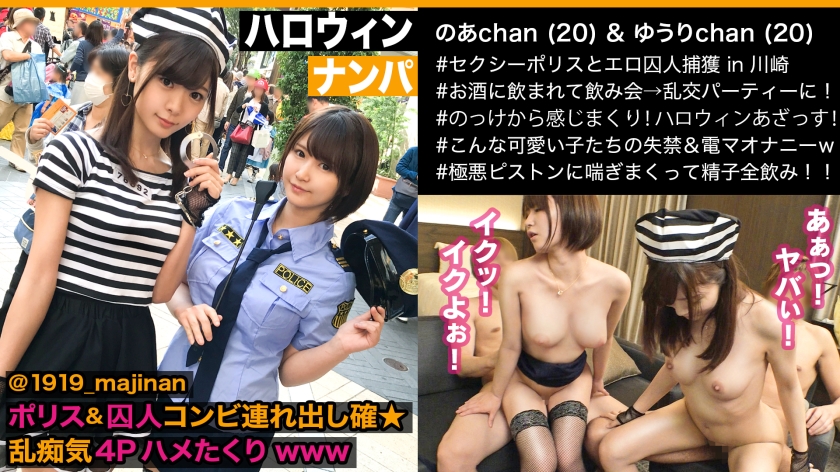 ハロウィン
ナンパ
POLICE
@1919_majinan
ポリス&囚人コンビ連れ出し確★
乱痴気4Pハメたくりwww
のあchan (20) & ゆうりchan (20)
#セクシーポリスとエロ囚人捕獲 in 川崎
#お酒に飲まれて飲み会→乱交パーティーに!
#のっけから感じまくり!ハロウィンあざっす!
#こんな可愛い子たちの失禁&電マオナニーw
#極悪ピストンに喘ぎまくって精子全飲み!!
あぁっ!
ヤバぃ!
イクッ!
イクよぉ!